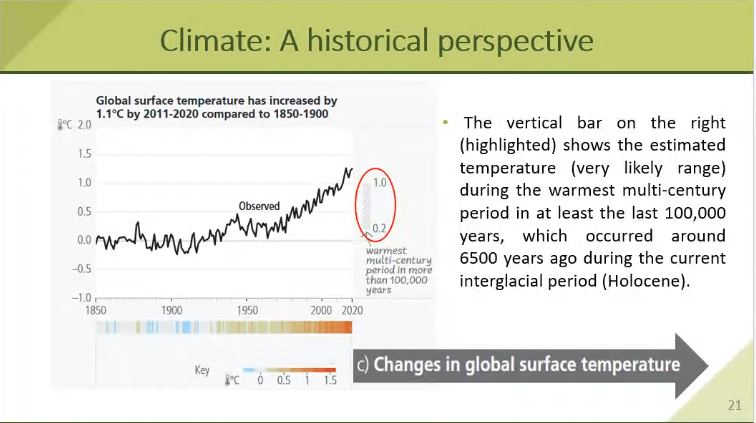 Climate: A historical perspective
Global surface temperature has increased by
1.1°C by 2011-2020 compared to 1850-1900
°C 2.0
1.5
1.0
0.5
0.0
−0.5
−1.0
Observed
1.0
0.2
warmest
multi-century
period in more
than 100,000
years
1850 1900 1950 2000 2020
Key
°C 0 0.5 1 1.5
c) Changes in global surface temperature
• The vertical bar on the right
(highlighted) shows the estimated
temperature (very likely range)
during the warmest multi-century
period in at least the last 100,000
years, which occurred around
6500 years ago during the current
interglacial period (Holocene).
21